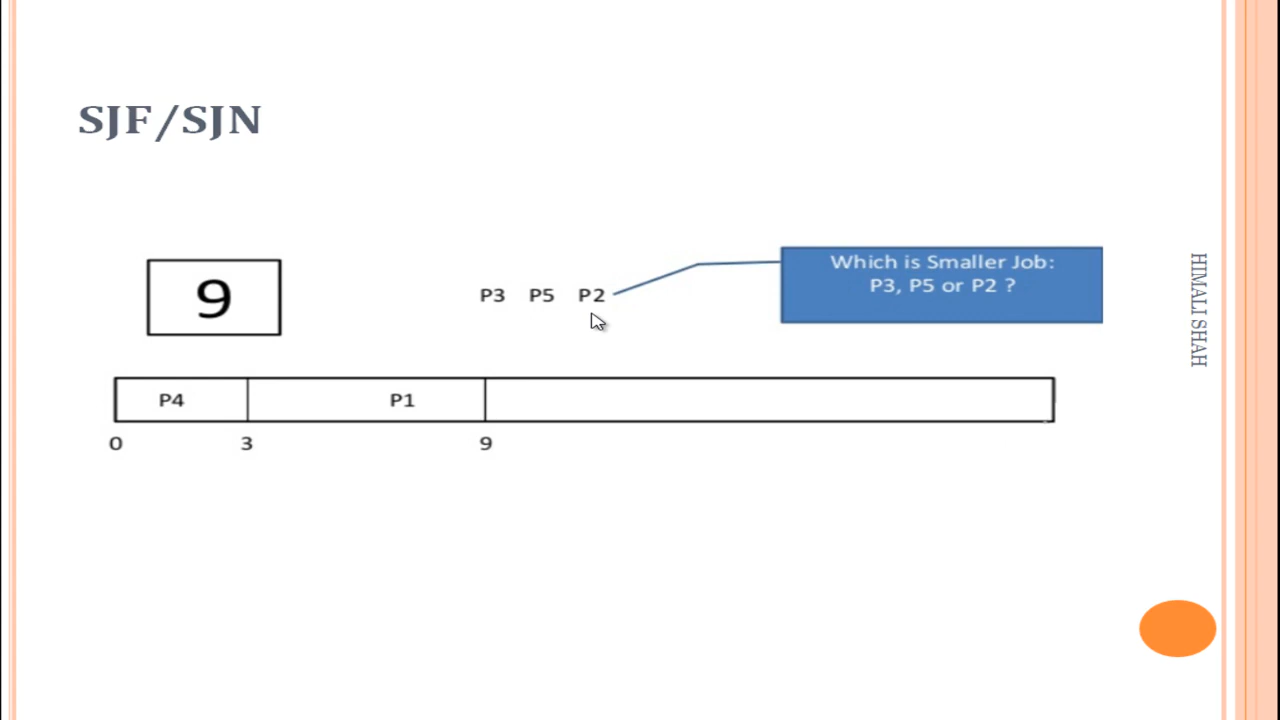 SJF/SJN
9
P3 P5 P2
Which is Smaller Job:
P3, P5 or P2 ?
P4 P1
0 3 9
HIMALI SHAH